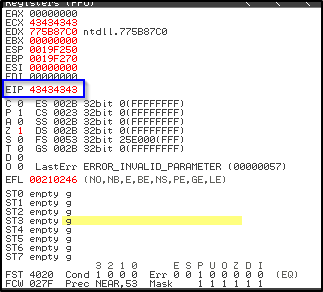 Registers (FPU)
EAX 00000000
ECX 43434343
EDX 775B87C0 ntdll.775B87C0
EBX 00000000
ESP 0019F250
EBP 0019F270
ESI 00000000
EDI 00000000
EIP 43434343
C 0 ES 002B 32bit 0(FFFFFFFF)
P 1 CS 0023 32bit 0(FFFFFFFF)
A 0 SS 002B 32bit 0(FFFFFFFF)
Z 1 DS 002B 32bit 0(FFFFFFFF)
S 0 FS 0053 32bit 25E000(FFF)
T 0 GS 002B 32bit 0(FFFFFFFF)
D 0
O 0 LastErr ERROR_INVALID_PARAMETER (00000057)
EFL 00210246 (NO,NB,E,BE,NS,PE,GE,LE)
ST0 empty g
ST1 empty g
ST2 empty g
ST3 empty g
ST4 empty g
ST5 empty g
ST6 empty g
ST7 empty g
3 2 1 0 E S P U O Z D I
FST 4020 Cond 1 0 0 0 Err 0 0 1 0 0 0 0 0 (EQ)
FCW 027F Prec NEAR,53 Mask 1 1 1 1 1 1